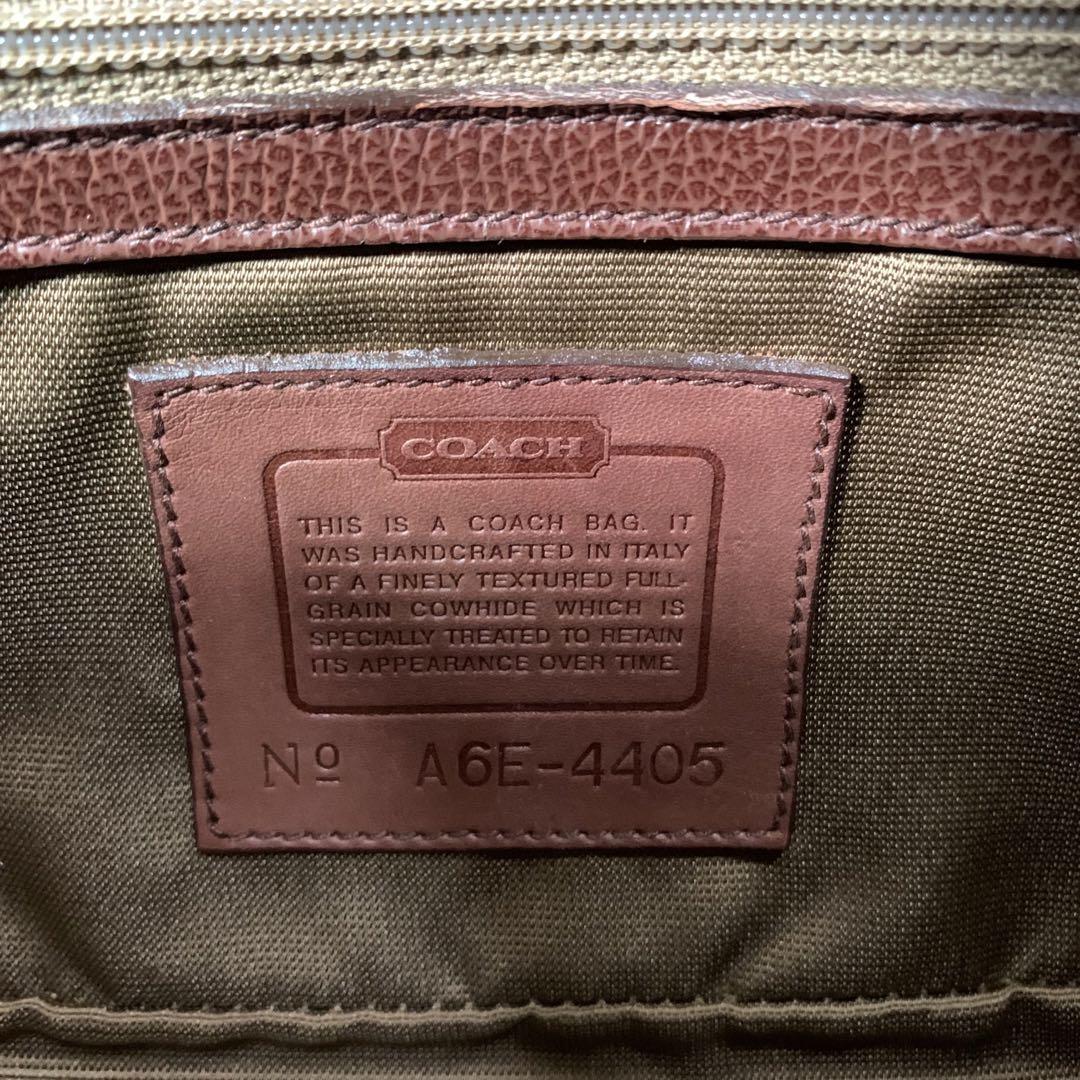 COACH
THIS IS A COACH BAG. IT
WAS HANDCRAFTED IN ITALY
OF A FINELY TEXTURED FULL-
GRAIN COWHIDE WHICH IS
SPECIALLY TREATED TO RETAIN
ITS APPEARANCE OVER TIME.
Nº A6E-4405